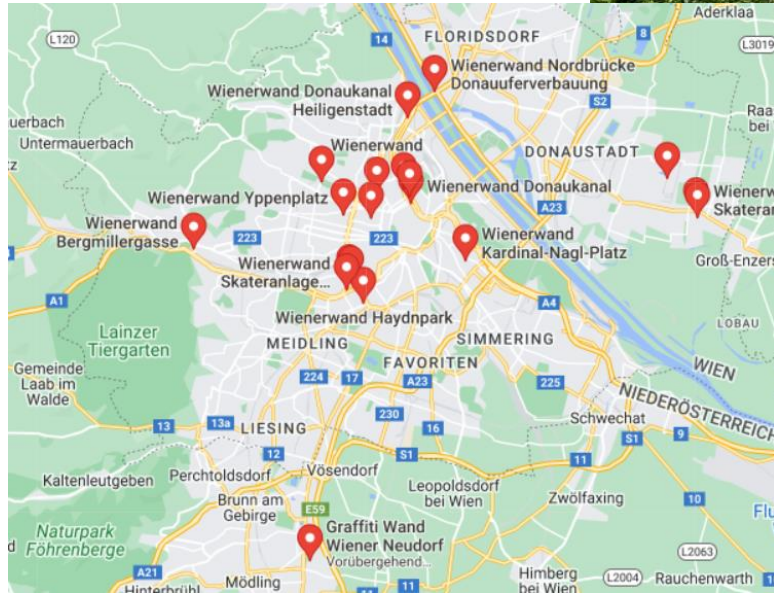 Aderklaa
L120
14
FLORIDSDORF
8
L3019
Wienerwand Nordbrücke
Donauuferverbauung
Wienerwand Donaukanal
Heiligenstadt
S2
uerbach
Untermauerbach
Wienerwand
DONAUSTADT
Raa
bei
Wienerwand Yppenplatz
Wienerwand Donaukanal
Wienerw
Skateran
A23
Wienerwand
Bergmillergasse
223
223
Wienerwand
Kardinal-Nagl-Platz
Groß-Enzers
Wienerwand
Skateranlage...
A1
A4
Wienerwand Haydnpark
LOBAU
Lainzer
Tiergarten
MEIDLING
SIMMERING
Gemeinde
Laab im
Walde
FAVORITEN
WIEN
224
17
A23
225
NIEDERÖSTERREICH
230
13
13a
LIESING
16
Schwechat
S1
9
12
S1
11
Kaltenleutgeben
Perchtoldsdorf
Vösendorf
Leopoldsdorf
bei Wien
Zwölfaxing
10
Brunn am
Gebirge
E59
Flu
Graffiti Wand
Wiener Neudorf
Vorübergehend...
Naturpark
Föhrenberge
L2063
A21
Mödling
11
Himberg
bei Wien
L2004
Rauchenwarth
Hinterbrühl